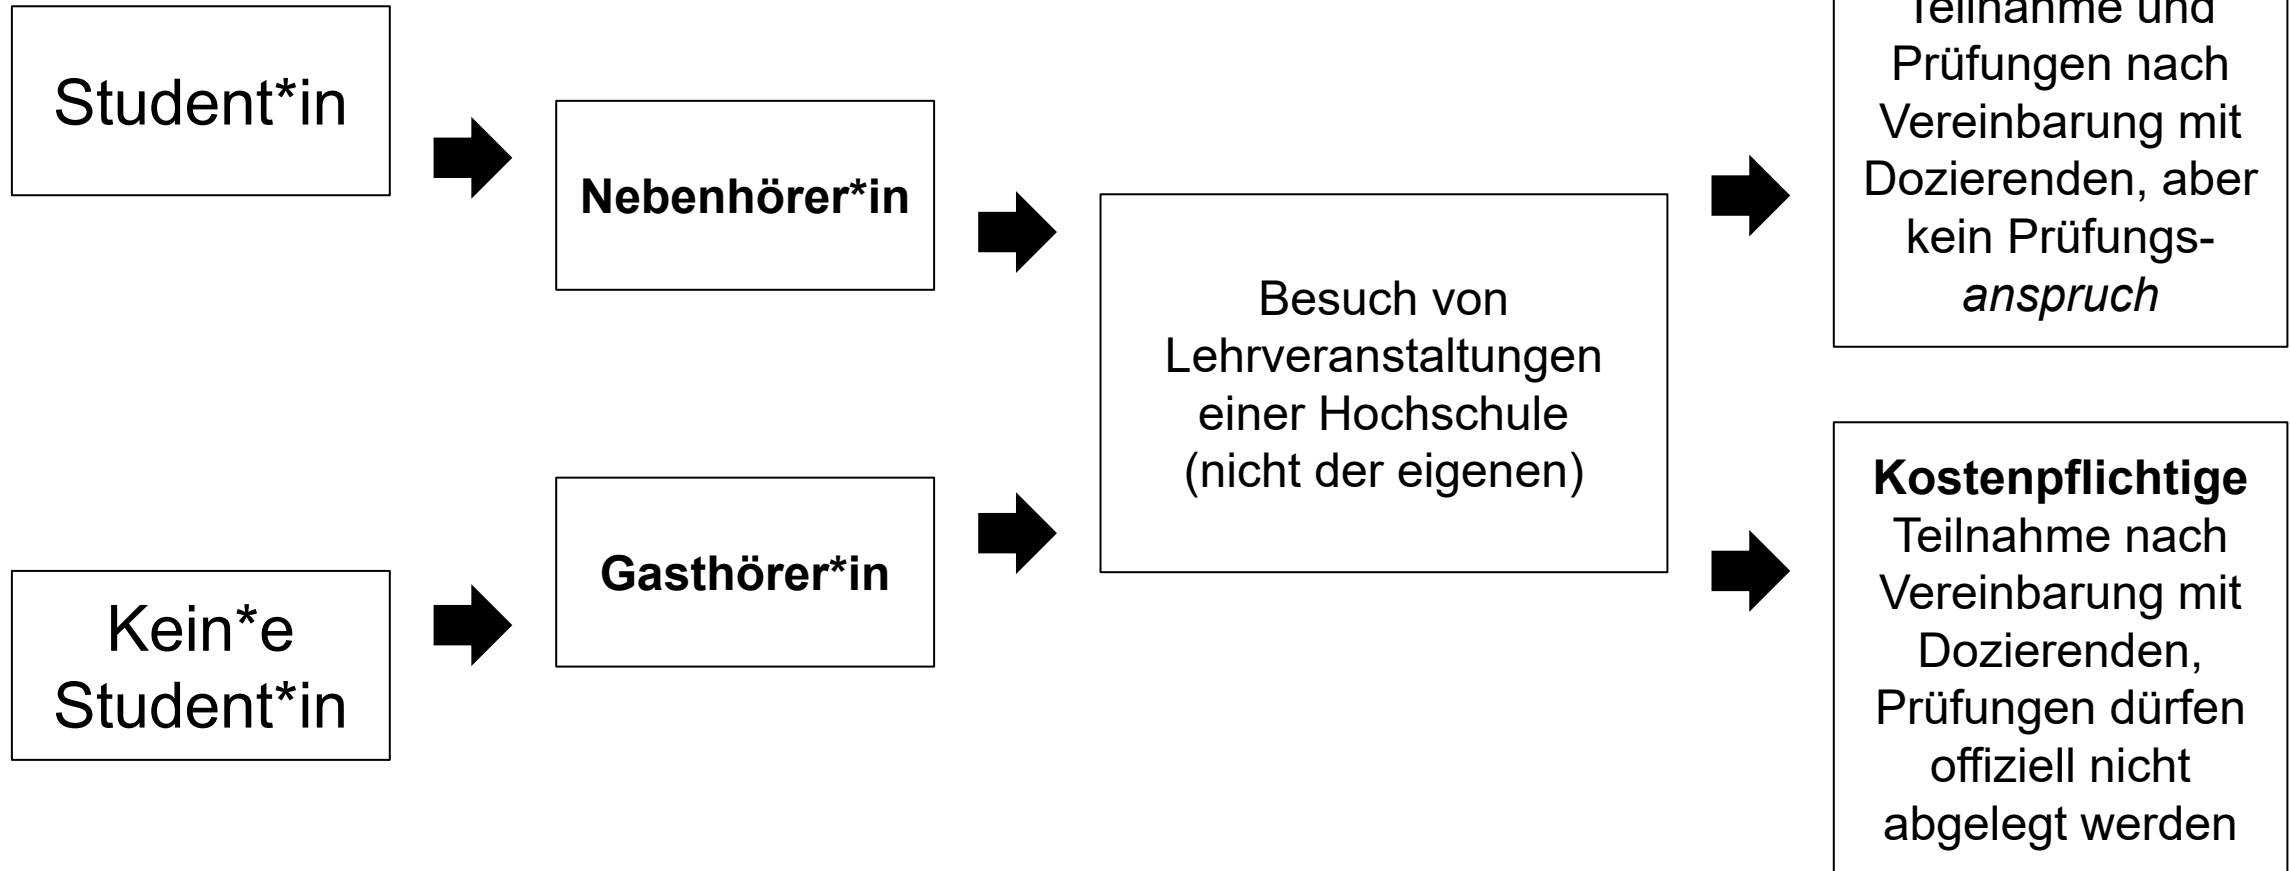 Student*in
Nebenhörer*in
Teilnahme und
Prüfungen nach
Vereinbarung mit
Dozierenden, aber
kein Prüfungs-
anspruch
Besuch von
Lehrveranstaltungen
einer Hochschule
(nicht der eigenen)
Kein*e
Student*in
Gasthörer*in
Kostenpflichtige
Teilnahme nach
Vereinbarung mit
Dozierenden,
Prüfungen dürfen
offiziell nicht
abgelegt werden